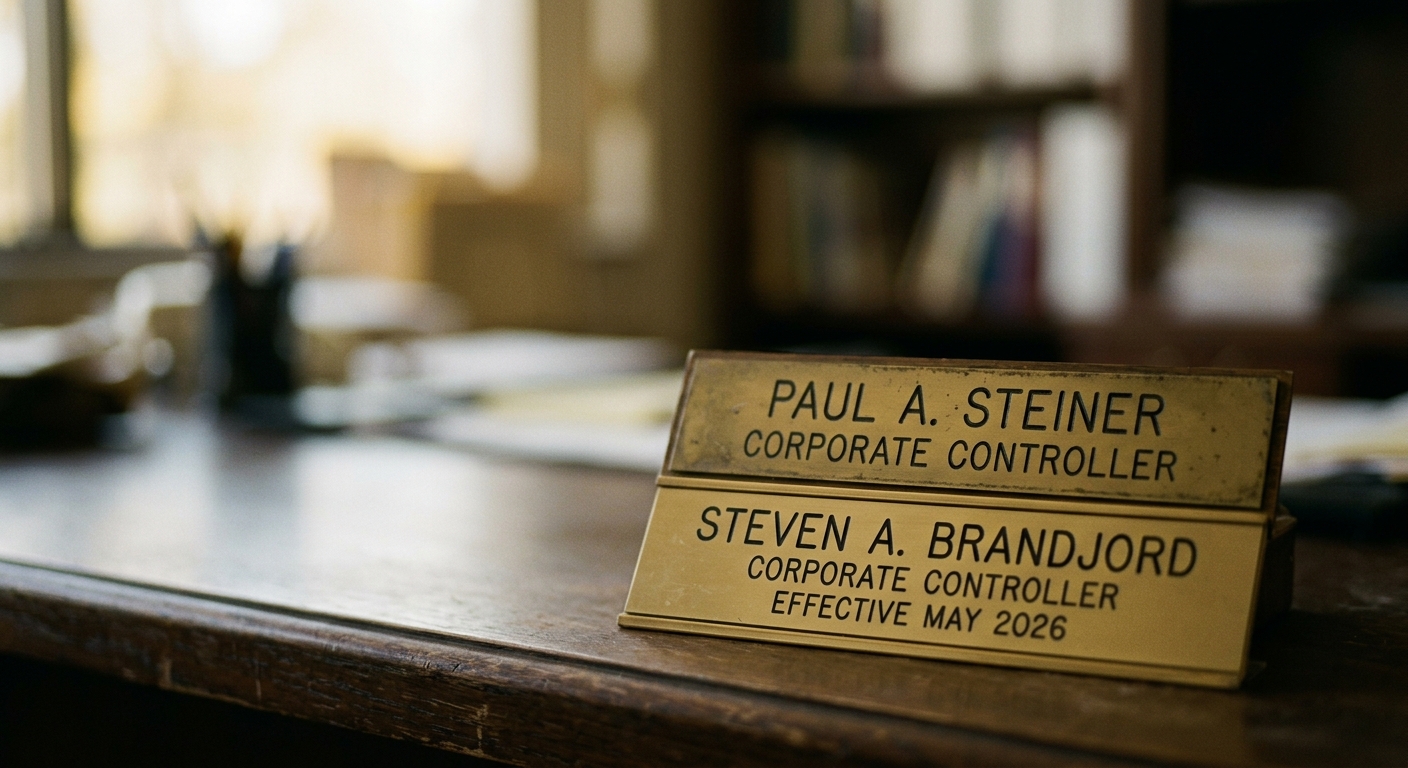 PAUL A. STEINER
CORPORATE CONTROLLER
STEVEN A. BRANDJORD
CORPORATE CONTROLLER
EFFECTIVE MAY 2026